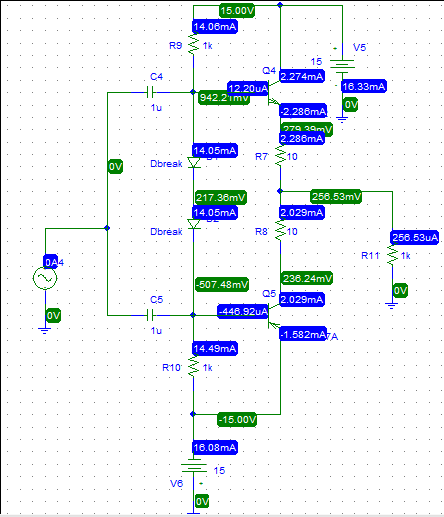 15.00V
14.06mA
R9
1k
V5
15
C4
Q4
2.274mA
16.33mA
12.20uA
942.21mV
1u
-2.286mA
0V
279.39mV
2.286mA
14.05mA
R7
10
Dbreak
0V
217.36mV
256.53mV
14.05mA
2.029mA
Dbreak
R8
10
256.53uA
R11
1k
0A
4
236.24mV
-507.48mV
0V
C5
Q5
2.029mA
0V
-446.92uA
1u
-1.582mA
7A
14.49mA
R10
1k
-15.00V
16.08mA
15
V6
0V